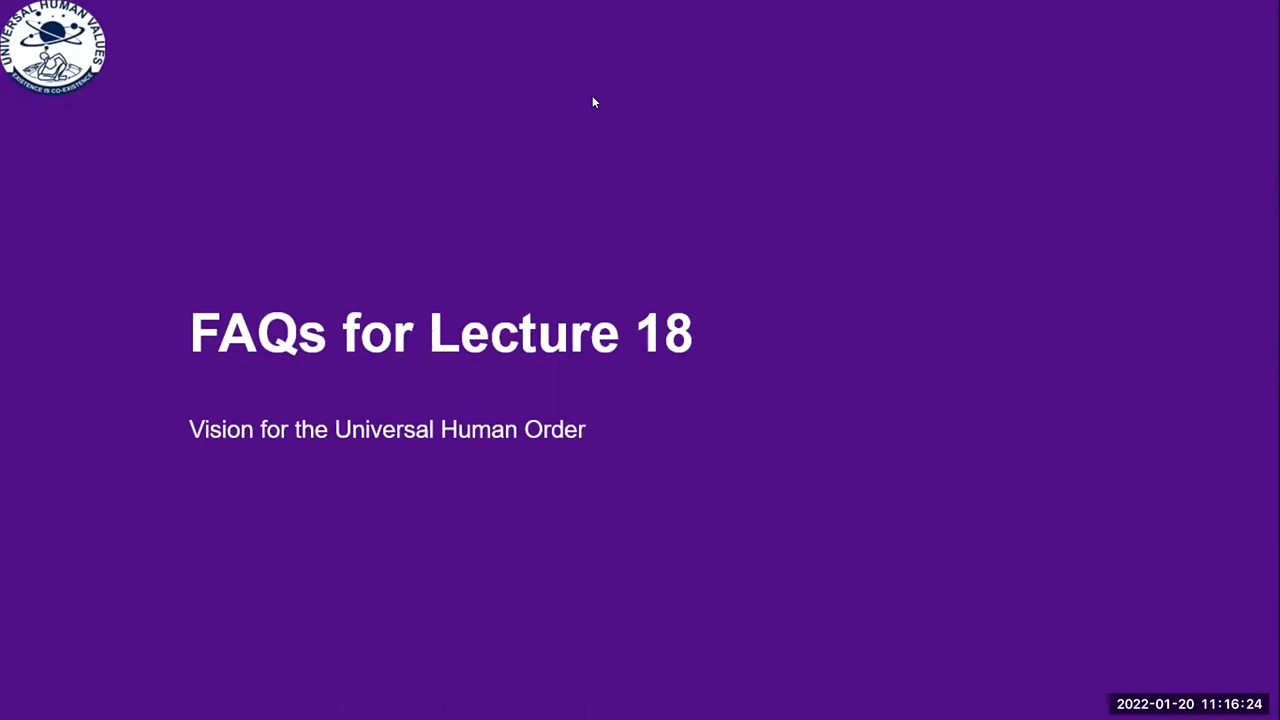 UNIVERSAL HUMAN VALUES
EXISTENCE IS CO-EXISTENCE
FAQs for Lecture 18
Vision for the Universal Human Order
2022-01-20 11:16:24